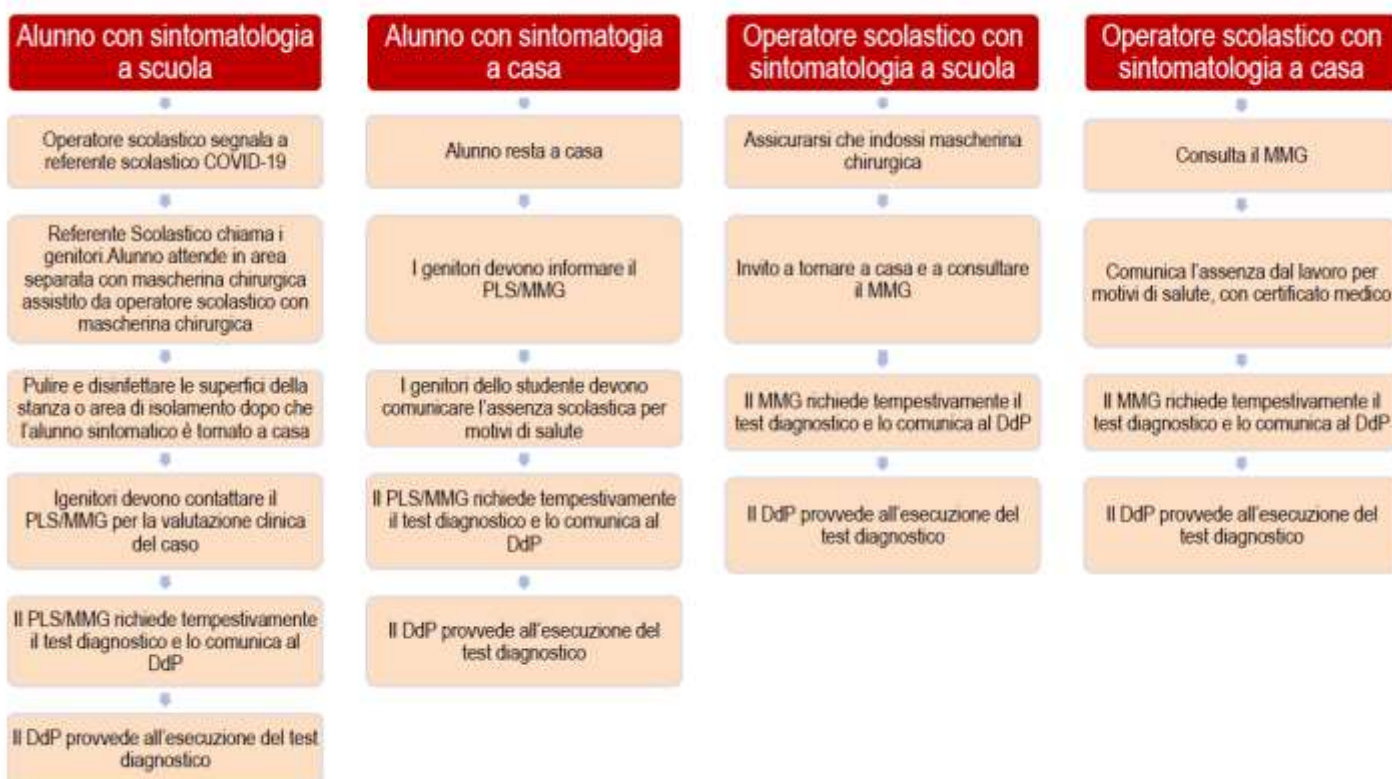 Alunno con sintomatologia
a scuola
Operatore scolastico segnala a
referente scolastico COVID-19
Referente Scolastico chiama i
genitori.Alunno attende in area
separata con mascherina chirurgica
assistito da operatore scolastico con
mascherina chirurgica
Pulire e disinfettare le superfici della
stanza o area di isolamento dopo che
l'alunno sintomatico è tornato a casa
Igenitori devono contattare il
PLS/MMG per la valutazione clinica
del caso
Il PLS/MMG richiede tempestivamente
il test diagnostico e lo comunica al
DdP
Il DdP provvede all'esecuzione del test
diagnostico
Alunno con sintomatogia
a casa
Alunno resta a casa
I genitori devono informare il
PLS/MMG
I genitori dello studente devono
comunicare l'assenza scolastica per
motivi di salute
Il PLS/MMG richiede tempestivamente
il test diagnostico e lo comunica al
DdP
Il DdP provvede all'esecuzione del
test diagnostico
Operatore scolastico con
sintomatologia a scuola
Assicurarsi che indossi mascherina
chirurgica
Invito a tornare a casa e a consultare
il MMG
Il MMG richiede tempestivamente il
test diagnostico e lo comunica al DdP
Il DdP provvede all'esecuzione del
test diagnostico
Operatore scolastico con
sintomatologia a casa
Consulta il MMG
Comunica l'assenza dal lavoro per
motivi di salute, con certificato medico
Il MMG richiede tempestivamente il
test diagnostico e lo comunica al DdP
Il DdP provvede all'esecuzione del
test diagnostico